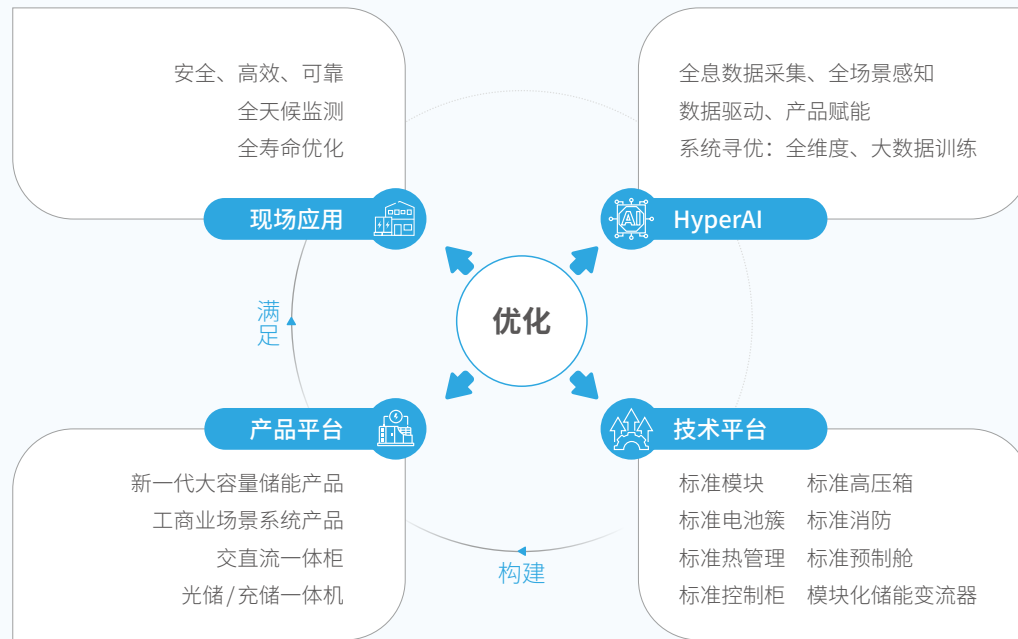 安全、高效、可靠
全天候监测
全寿命优化
现场应用
全息数据采集、全场景感知
数据驱动、产品赋能
系统寻优：全维度、大数据训练
AI
HyperAI
优化
满足
产品平台
新一代大容量储能产品
工商业场景系统产品
交直流一体柜
光储/充储一体机
构建
技术平台
标准模块 标准高压箱
标准电池簇 标准消防
标准热管理 标准预制舱
标准控制柜 模块化储能变流器